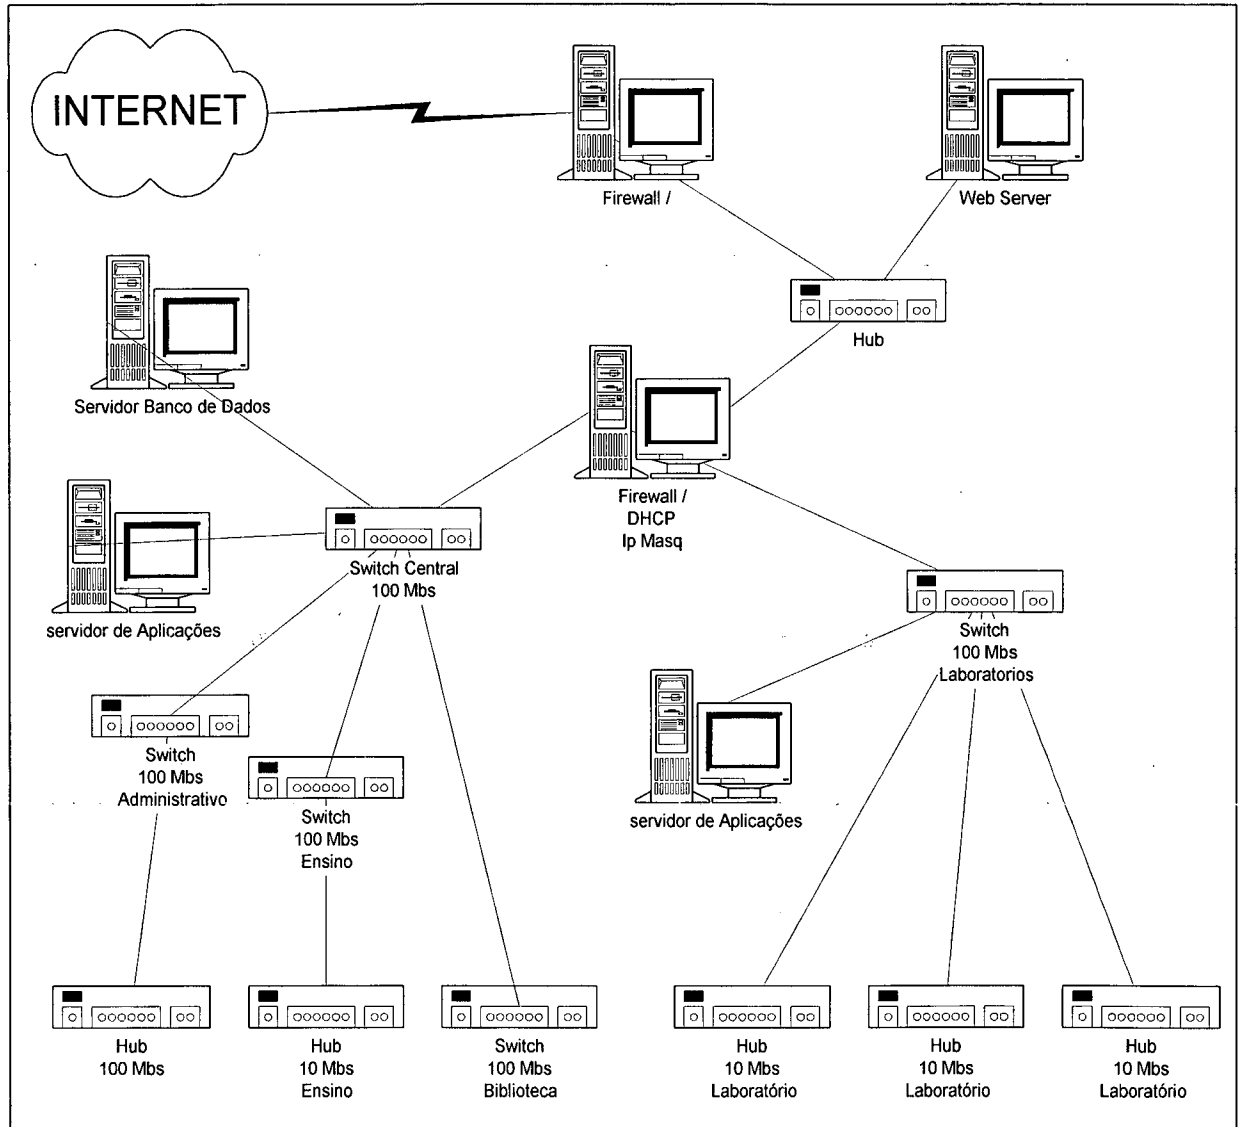 INTERNET
Firewall /
Web Server
Hub
Servidor Banco de Dados
Firewall /
DHCP
Ip Masq
Switch Central
100 Mbs
servidor de Aplicações
Switch
100 Mbs
Laboratorios
Switch
100 Mbs
Administrativo
Switch
100 Mbs
Ensino
servidor de Aplicações
Hub
100 Mbs
Hub
10 Mbs
Ensino
Switch
100 Mbs
Biblioteca
Hub
10 Mbs
Laboratório
Hub
10 Mbs
Laboratório
Hub
10 Mbs
Laboratório